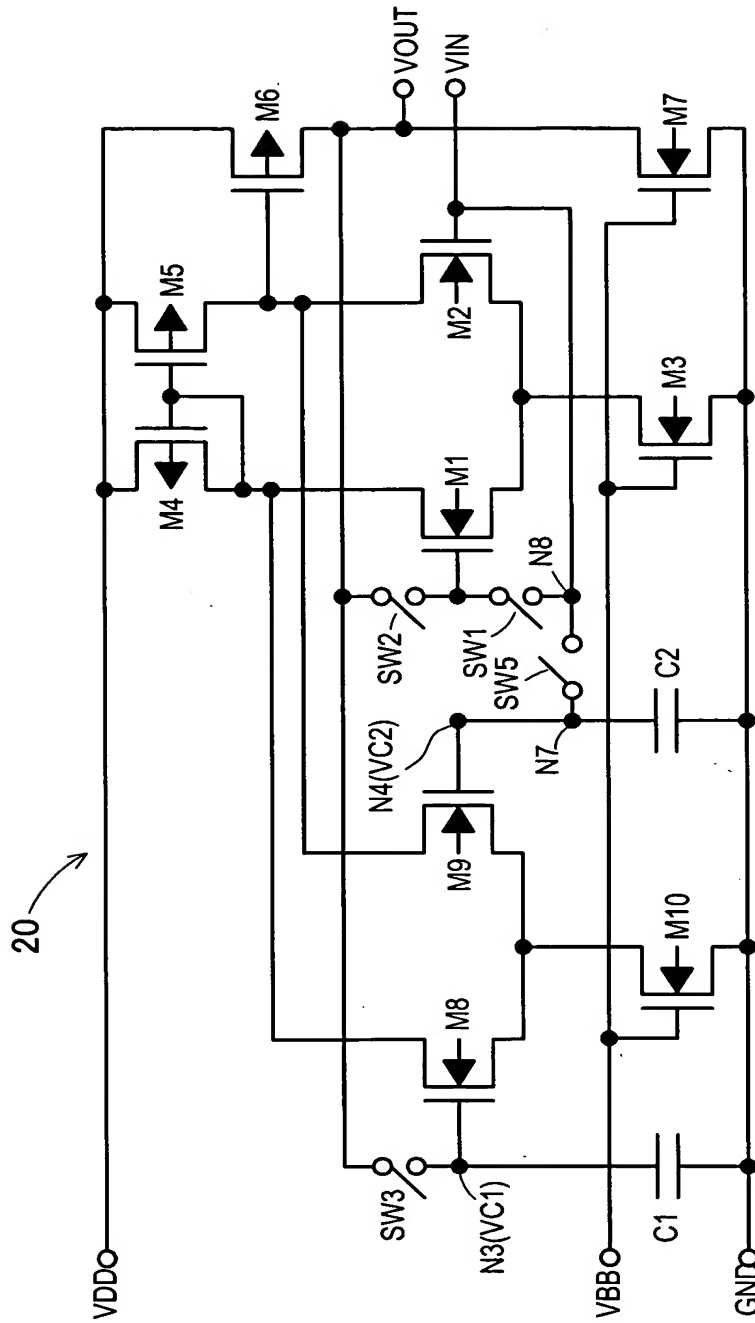 20
VDD
M4
M5
M6
VOUT
VIN
SW3
SW2
M8
M9
M1
M2
N3(VC1)
N4(VC2)
SW1
SW5
N8
N7
VBB
M10
M3
M7
C1
C2
GND